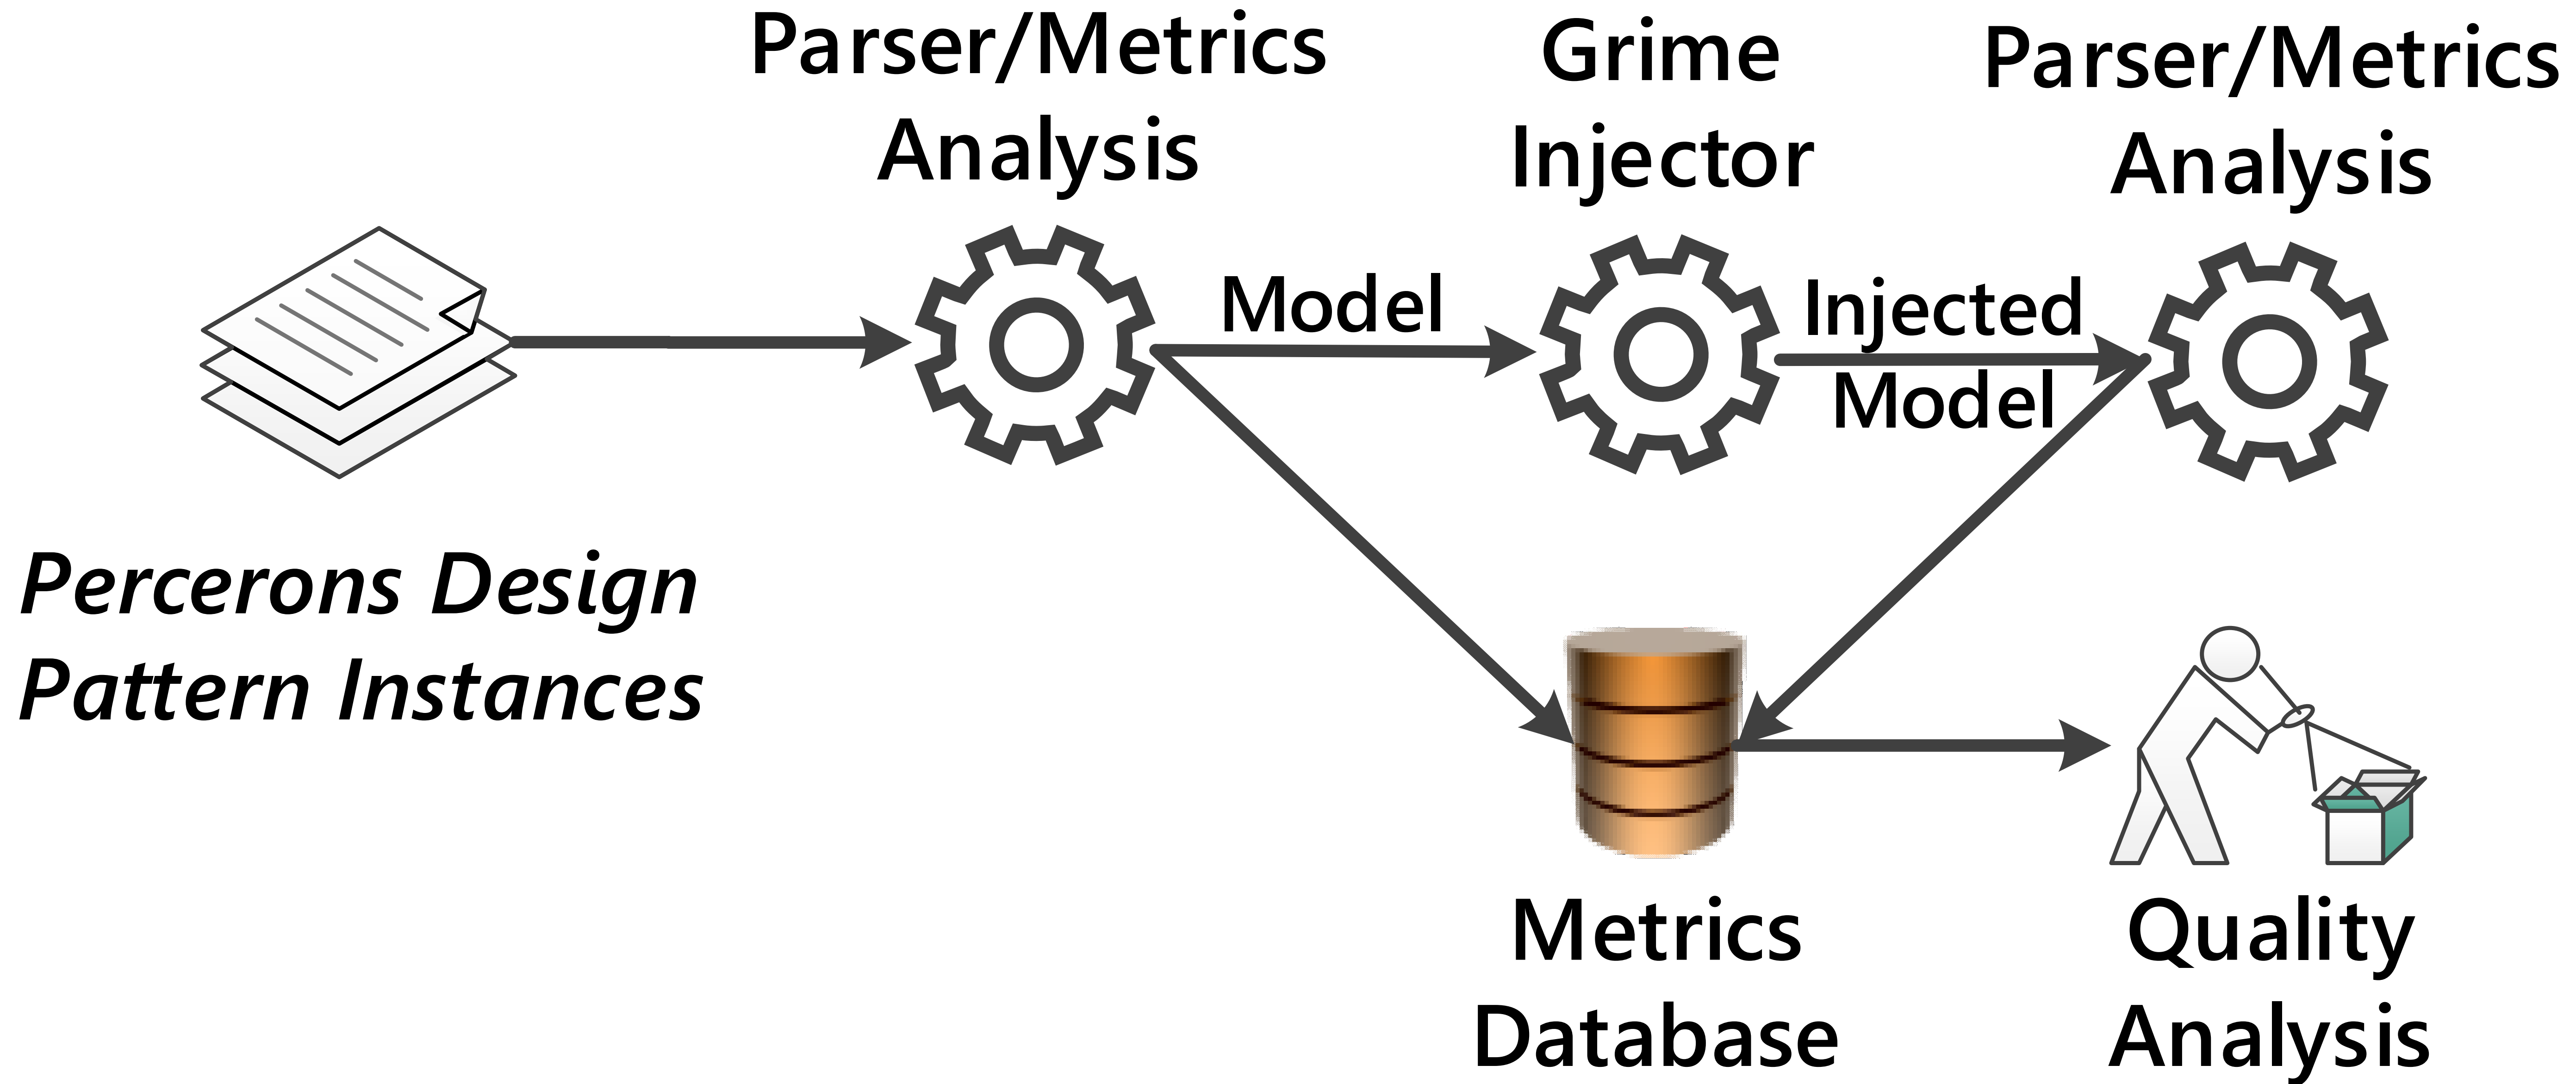 Parser/Metrics
Analysis
Grime
Injector
Parser/Metrics
Analysis
Model
Injected
Model
Percerons Design
Pattern Instances
Metrics
Database
Quality
Analysis